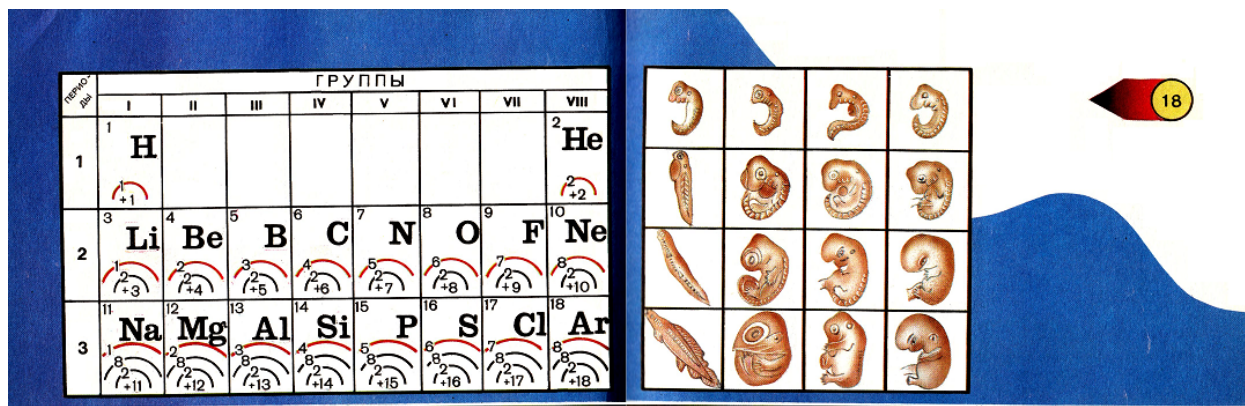 ПЕРИО-
ДЫ
ГРУППЫ
I II III IV V VI VII VIII
1
1 H 1 +1
2 He 2 +2
2
3 Li 1 2 +3
4 Be 2 2 +4
5 B 3 2 +5
6 C 4 2 +6
7 N 5 2 +7
8 O 6 2 +8
9 F 7 2 +9
10 Ne 8 2 +10
3
11 Na 1 8 2 +11
12 Mg 2 8 2 +12
13 Al 3 8 2 +13
14 Si 4 8 2 +14
15 P 5 8 2 +15
16 S 6 8 2 +16
17 Cl 7 8 2 +17
18 Ar 8 8 2 +18
18